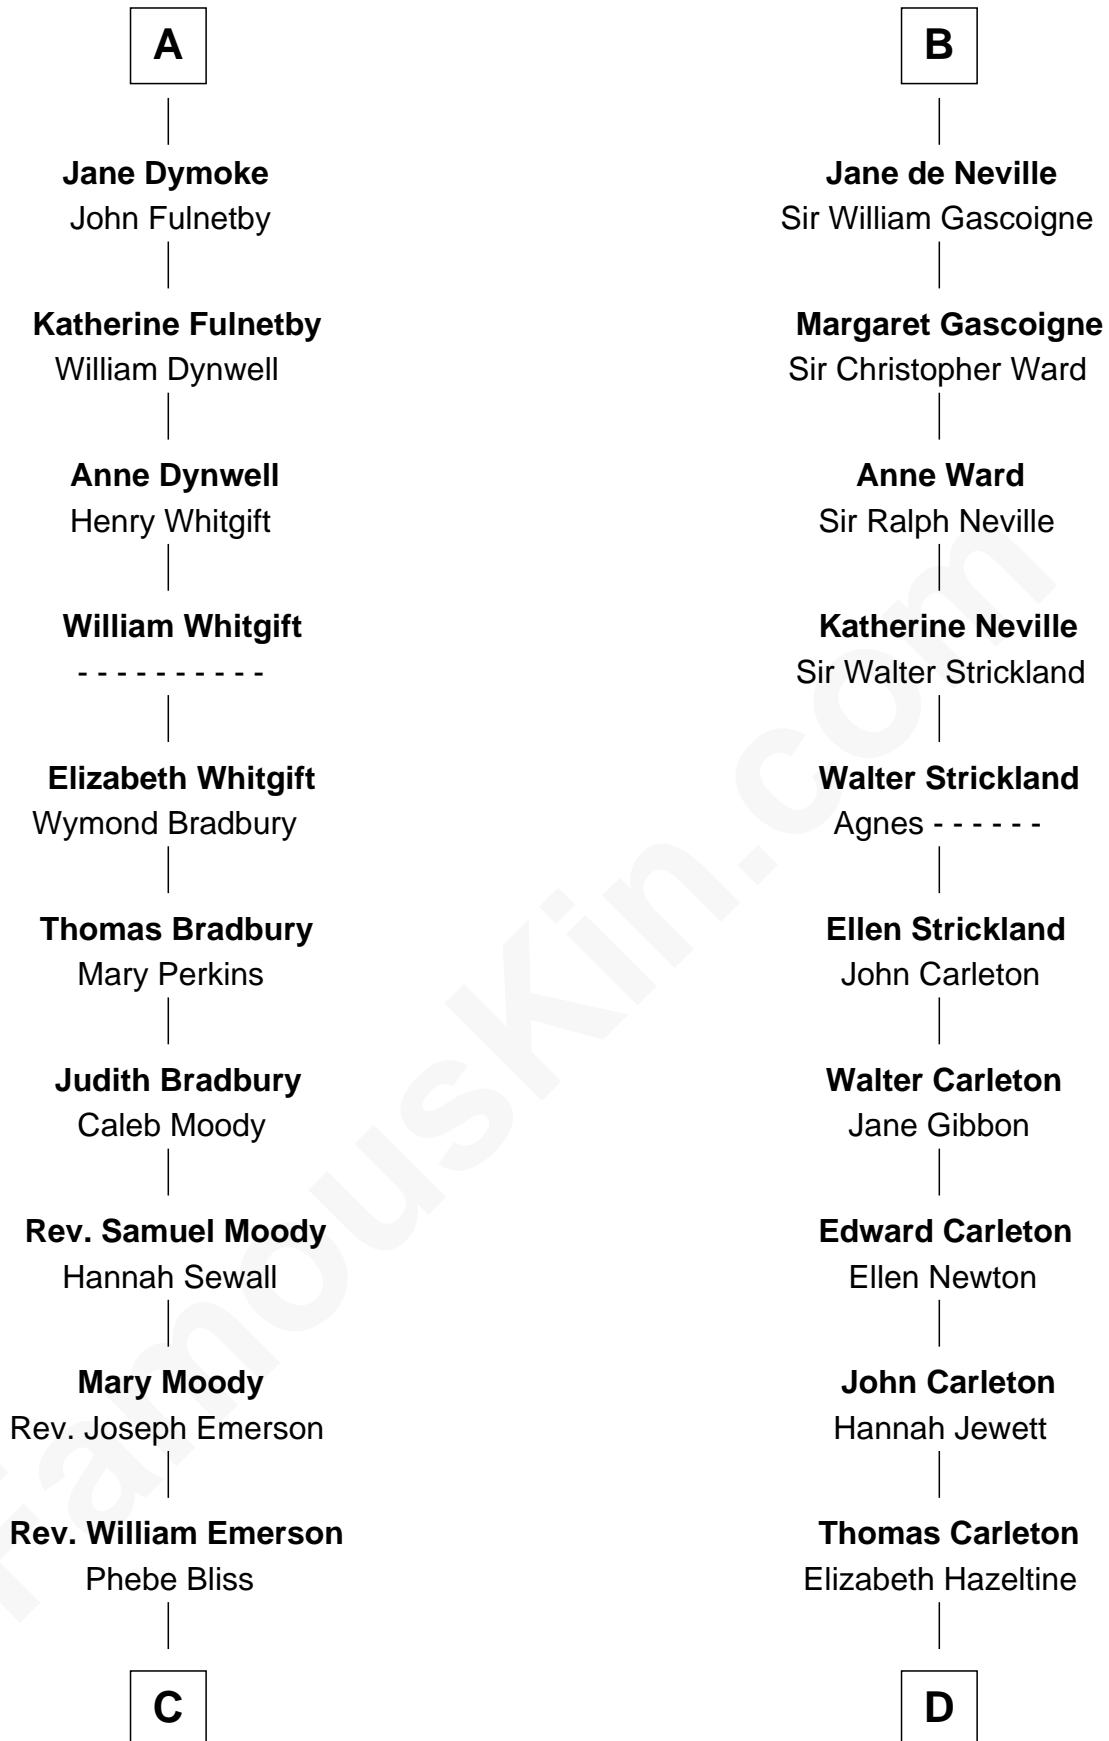 A
Jane Dymoke
John Fulnetby
Katherine Fulnetby
William Dynwell
Anne Dynwell
Henry Whitgift
William Whitgift
- - - - - - - - - -
Elizabeth Whitgift
Wymond Bradbury
Thomas Bradbury
Mary Perkins
Judith Bradbury
Caleb Moody
Rev. Samuel Moody
Hannah Sewall
Mary Moody
Rev. Joseph Emerson
Rev. William Emerson
Phebe Bliss
C
B
Jane de Neville
Sir William Gascoigne
Margaret Gascoigne
Sir Christopher Ward
Anne Ward
Sir Ralph Neville
Katherine Neville
Sir Walter Strickland
Walter Strickland
Agnes - - - - - -
Ellen Strickland
John Carleton
Walter Carleton
Jane Gibbon
Edward Carleton
Ellen Newton
John Carleton
Hannah Jewett
Thomas Carleton
Elizabeth Hazeltine
D
FamousKin.com